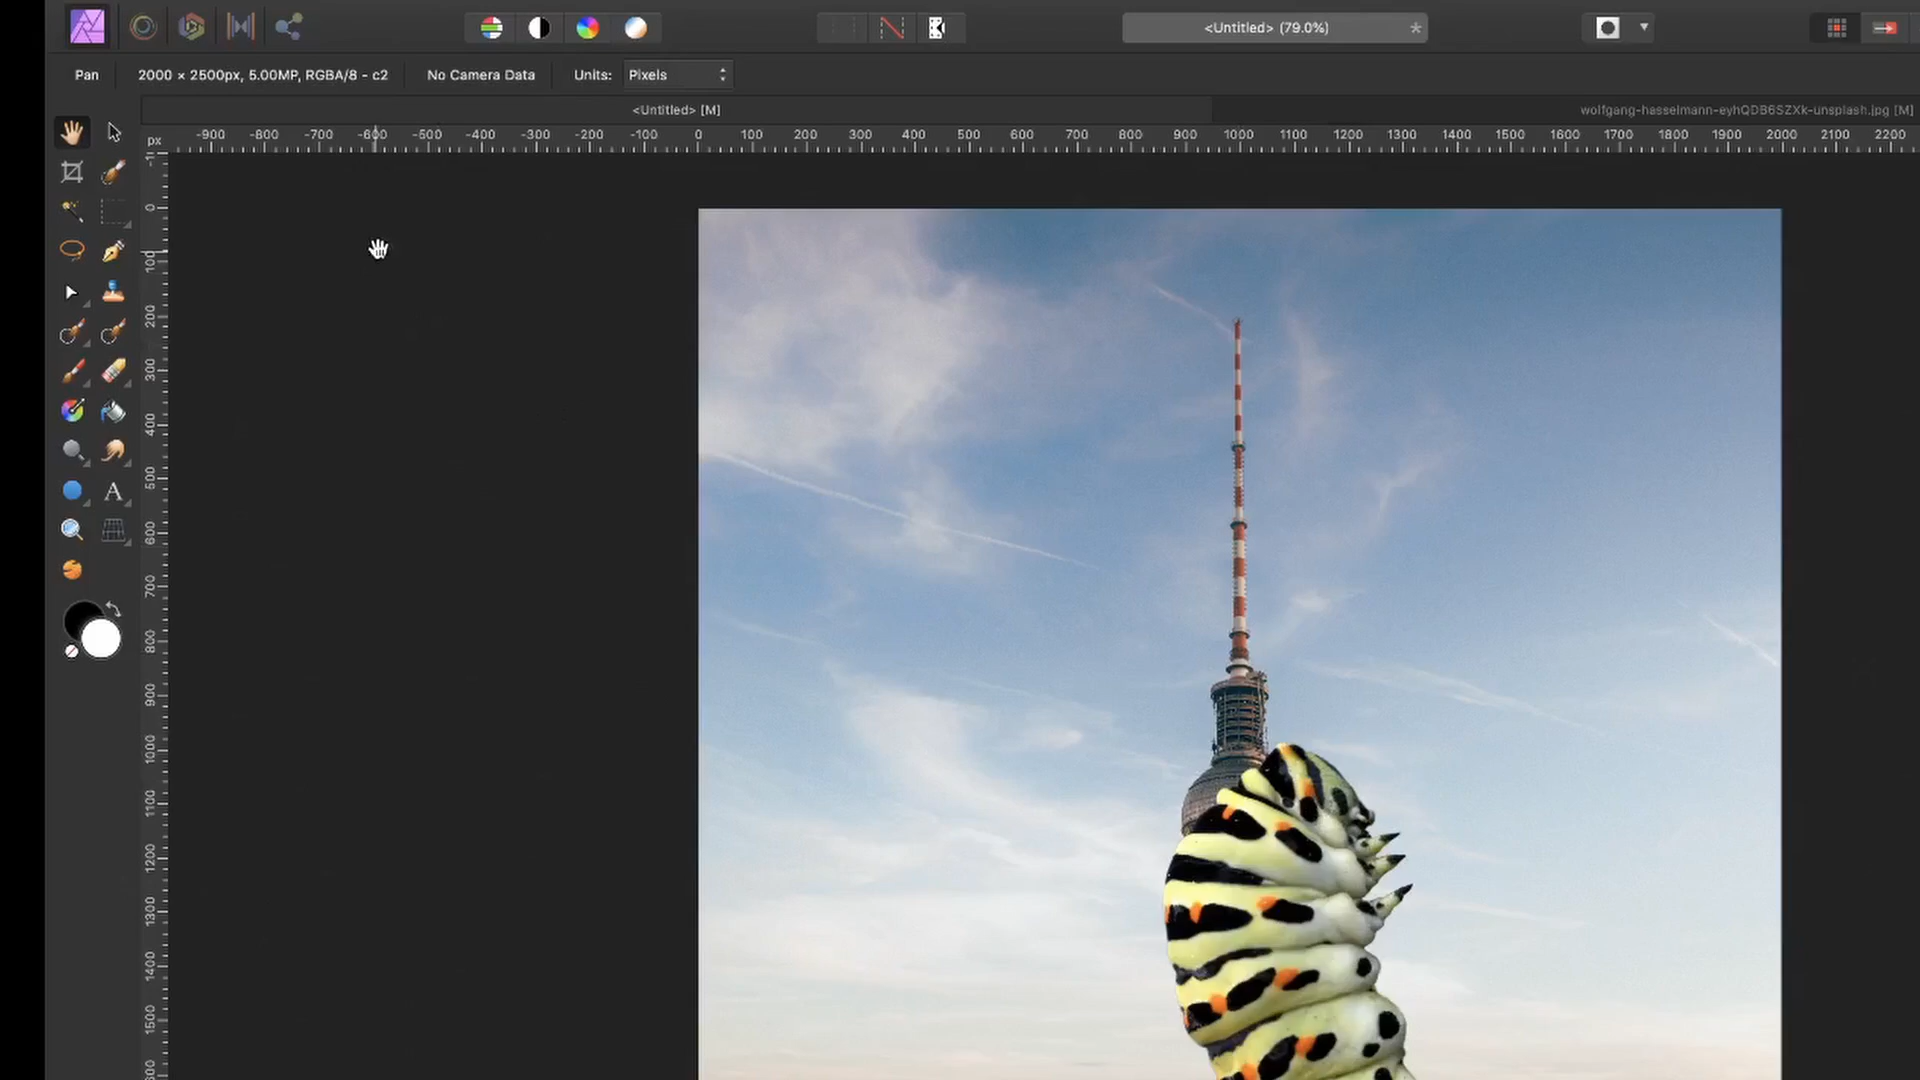 <Untitled> (79.0%)
*
Pan
2000 × 2500px, 5.00MP, RGBA/8 - c2
No Camera Data
Units: Pixels
<Untitled> [M]
wolfgang-hasselmann-eyhQDB6SZXk-unsplash.jpg [M]
px
-900 -800 -700 -600 -500 -400 -300 -200 -100 0 100 200 300 400 500 600 700 800 900 1000 1100 1200 1300 1400 1500 1600 1700 1800 1900 2000 2100 2200
0
100
200
300
400
500
600
700
800
900
1000
1100
1200
1300
1400
1500
A